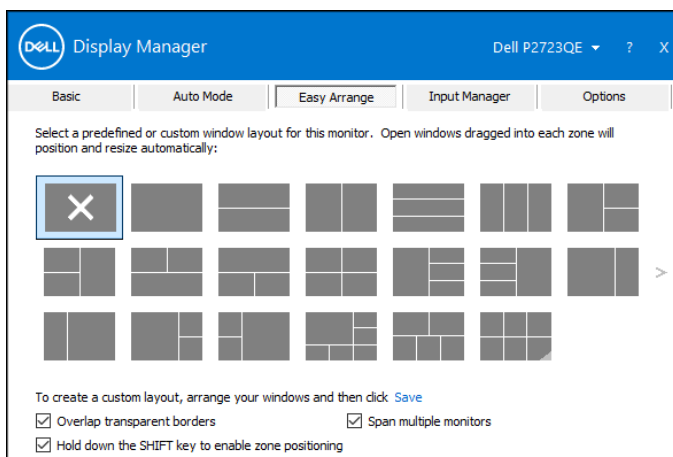 DELL Display Manager Dell P2723QE ? X
Basic Auto Mode Easy Arrange Input Manager Options
Select a predefined or custom window layout for this monitor. Open windows dragged into each zone will
position and resize automatically:
>
To create a custom layout, arrange your windows and then click Save
Overlap transparent borders Span multiple monitors
Hold down the SHIFT key to enable zone positioning